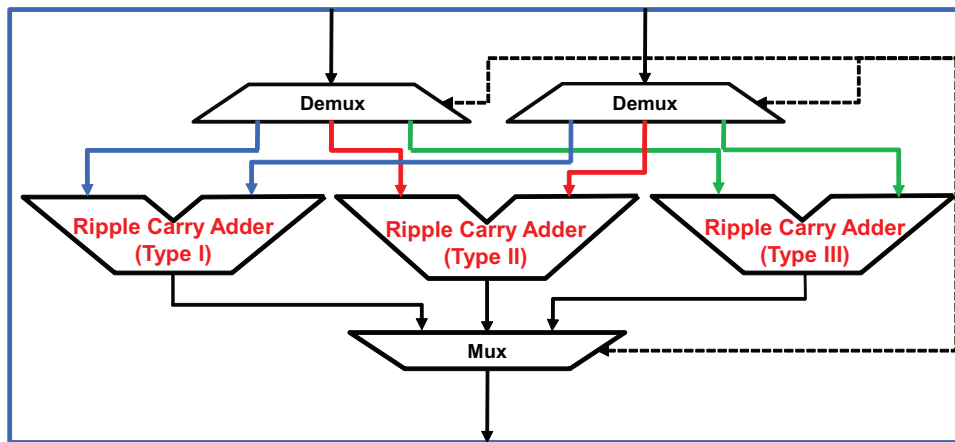 Demux
Demux
Ripple Carry Adder
(Type I)
Ripple Carry Adder
(Type II)
Ripple Carry Adder
(Type III)
Mux